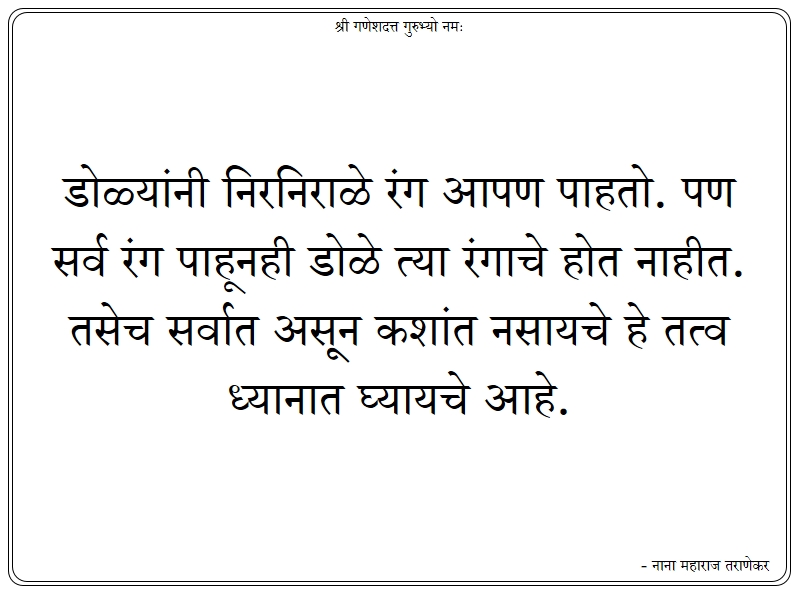 श्री गणेशदत्त गुरुभ्यो नमः
डोळ्यांनी निरनिराळे रंग आपण पाहतो. पण
सर्व रंग पाहूनही डोळे त्या रंगाचे होत नाहीत.
तसेच सर्वात असून कशांत नसायचे हे तत्व
ध्यानात घ्यायचे आहे.
- नाना महाराज तराणेकर